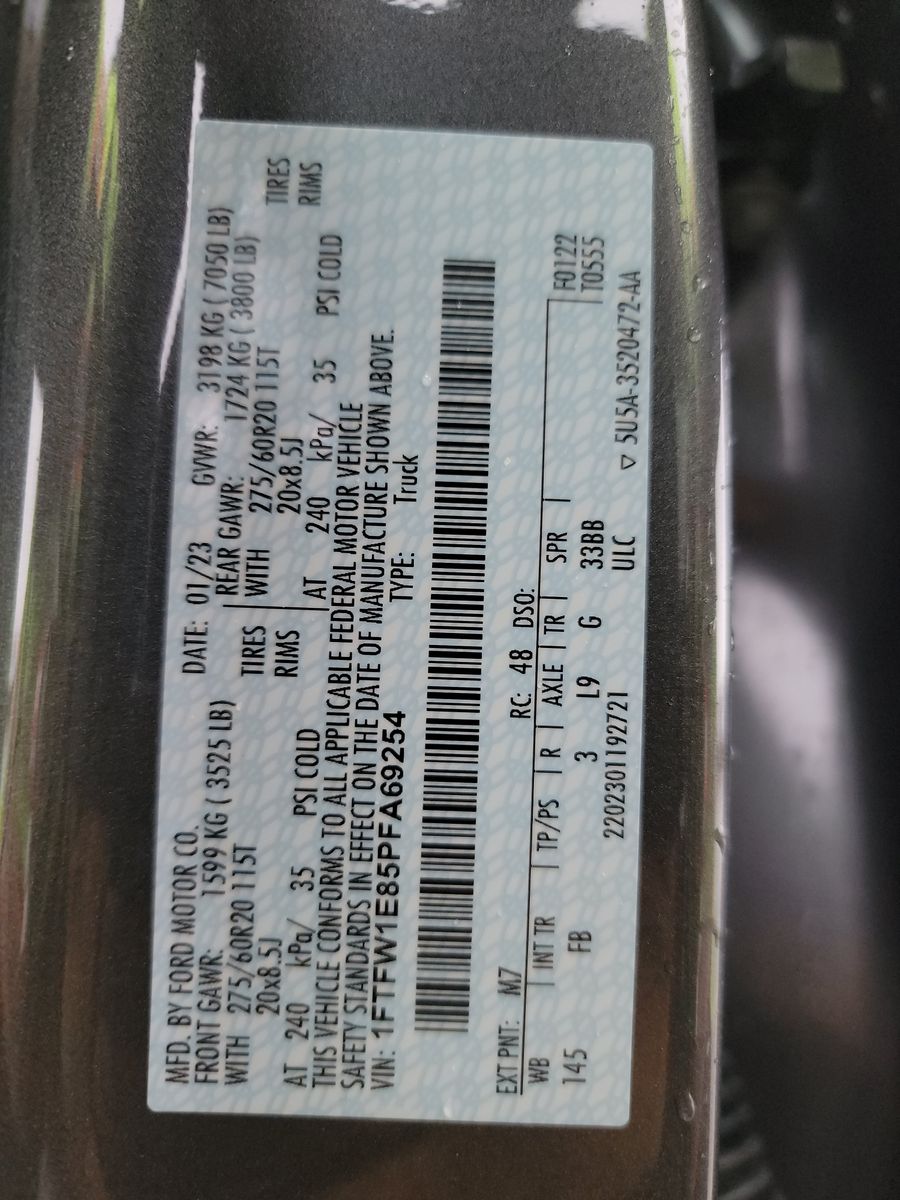 MFD. BY FORD MOTOR CO. DATE: 01/23 GVWR: 3198 KG ( 7050 LB)
FRONT GAWR: 1599 KG ( 3525 LB) REAR GAWR: 1724 KG ( 3800 LB)
WITH 275/60R20 115T TIRES WITH 275/60R20 115T TIRES
20x8.5J RIMS 20x8.5J RIMS
AT 240 kPa/ 35 PSI COLD AT 240 kPa/ 35 PSI COLD
THIS VEHICLE CONFORMS TO ALL APPLICABLE FEDERAL MOTOR VEHICLE
SAFETY STANDARDS IN EFFECT ON THE DATE OF MANUFACTURE SHOWN ABOVE.
VIN: 1FTFW1E85PFA69254 TYPE: Truck
EXT PNT: M7 RC: 48 DSO:
WB | INT TR | TP/PS | R | AXLE | TR | SPR | F0122
145 FB 3 L9 G 33BB T0555
2202301192721 ULC ▽ 5U5A-3520472-AA